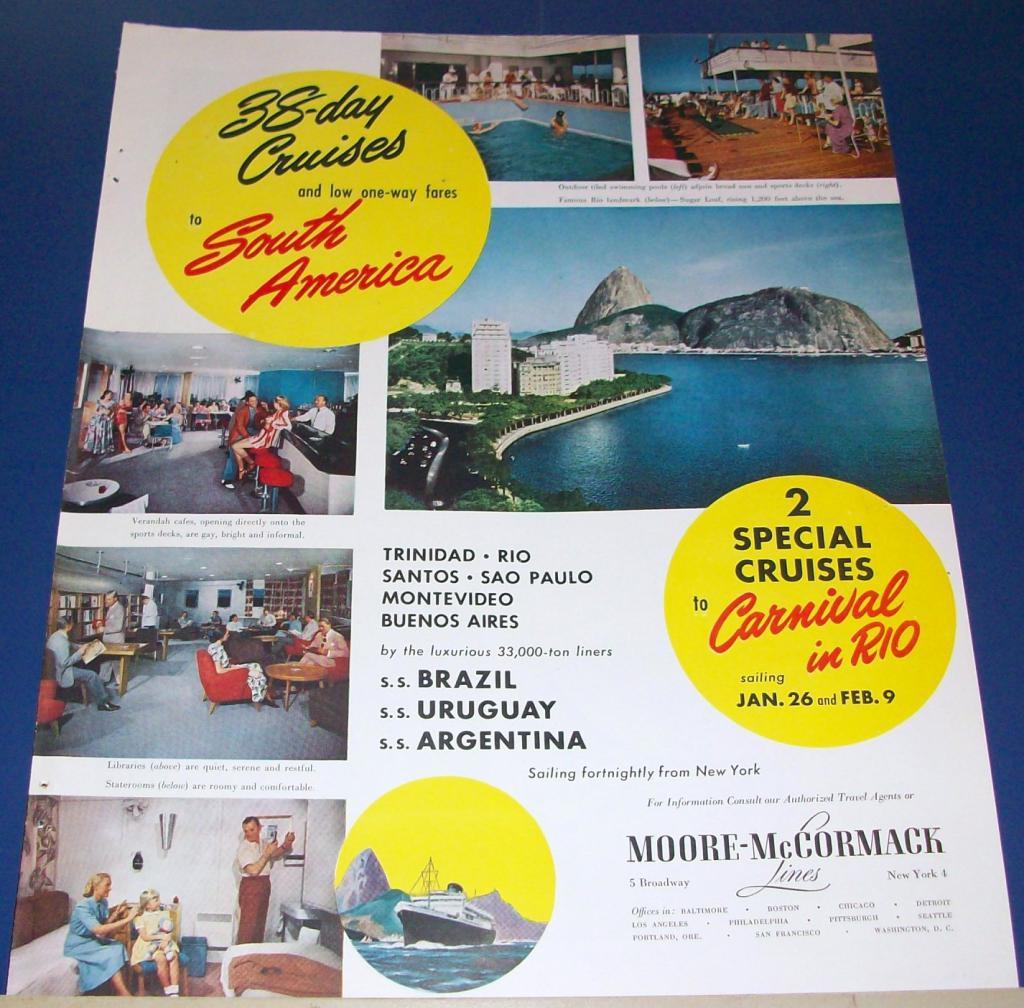 38-day
Cruises
and low one-way fares
to
South
America
Outdoor tiled swimming pools (left) adjoin broad sun and sports decks (right).
Famous Rio landmark (below)—Sugar Loaf, rising 1,200 feet above the sea.
Verandah cafes, opening directly onto the
sports decks, are gay, bright and informal.
TRINIDAD • RIO
SANTOS • SAO PAULO
MONTEVIDEO
BUENOS AIRES
by the luxurious 33,000-ton liners
S.S. BRAZIL
S.S. URUGUAY
S.S. ARGENTINA
2
SPECIAL
CRUISES
to Carnival
in RIO
sailing
JAN. 26 and FEB. 9
Sailing fortnightly from New York
Libraries (above) are quiet, serene and restful.
Staterooms (below) are roomy and comfortable.
For Information Consult our Authorized Travel Agents or
MOORE-McCORMACK
Lines
5 Broadway New York 4
Offices in: BALTIMORE • BOSTON • CHICAGO • DETROIT
LOS ANGELES • PHILADELPHIA • PITTSBURGH • SEATTLE
PORTLAND, ORE. • SAN FRANCISCO • WASHINGTON, D. C.